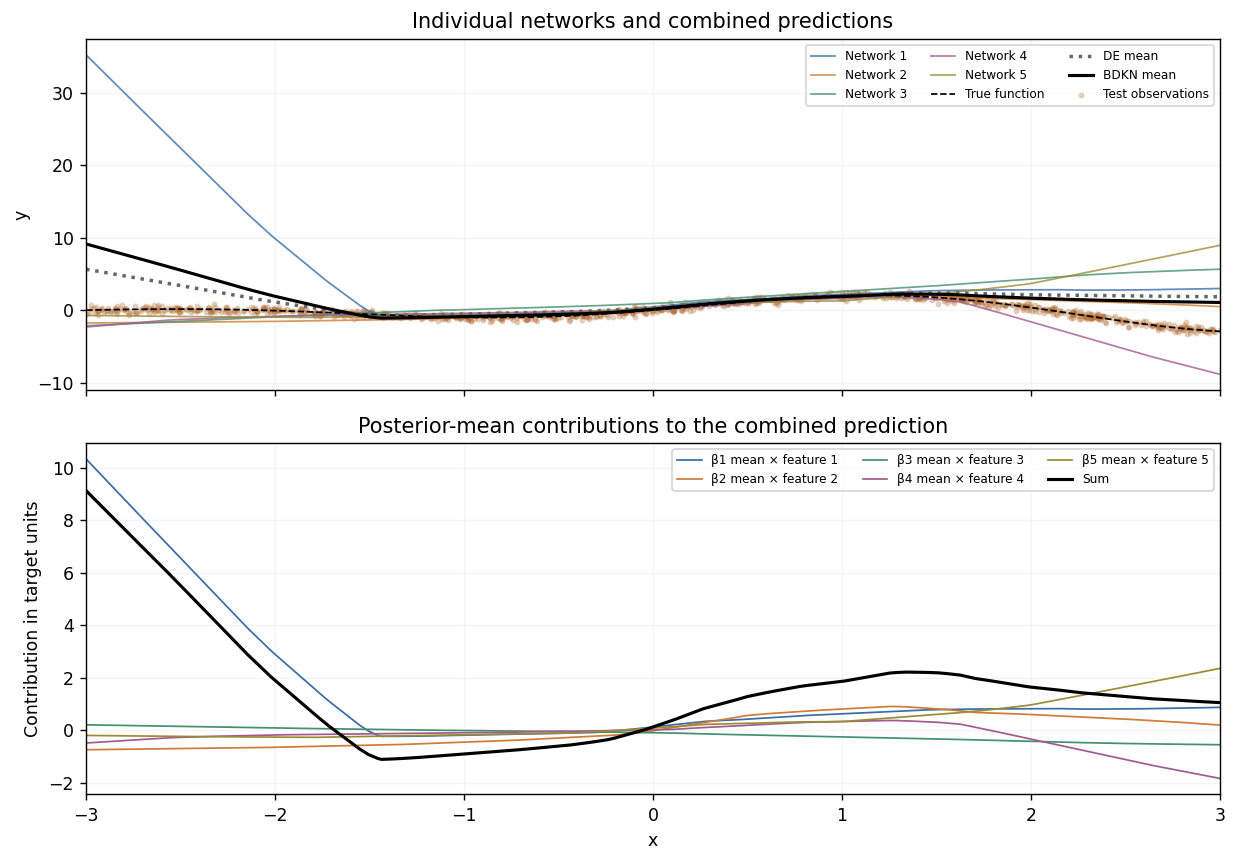 Individual networks and combined predictions
Network 1
Network 2
Network 3
Network 4
Network 5
True function
DE mean
BDKN mean
Test observations
30
20
10
0
−10
y
Posterior-mean contributions to the combined prediction
β1 mean × feature 1
β2 mean × feature 2
β3 mean × feature 3
β4 mean × feature 4
β5 mean × feature 5
Sum
10
8
6
4
2
0
−2
Contribution in target units
−3
−2
−1
0
1
2
3
x